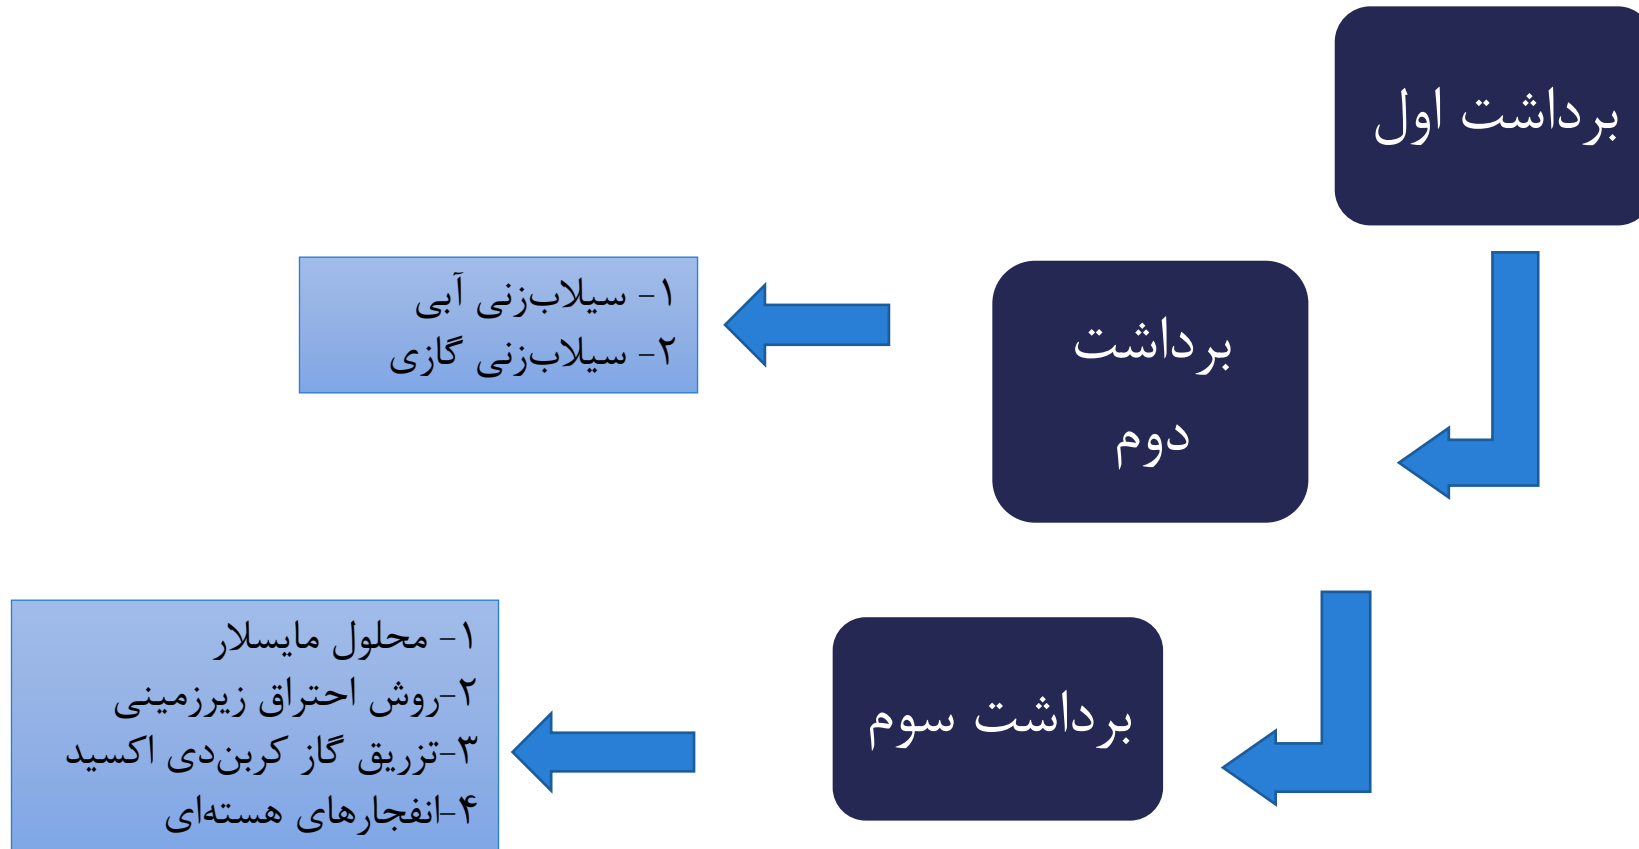 برداشت اول
برداشت
دوم
۱- سیلاب‌زنی آبی
۲- سیلاب‌زنی گازی
برداشت سوم
۱- محلول مایسلار
۲-روش احتراق زیرزمینی
۳-تزریق گاز کربن‌دی اکسید
۴-انفجارهای هسته‌ای